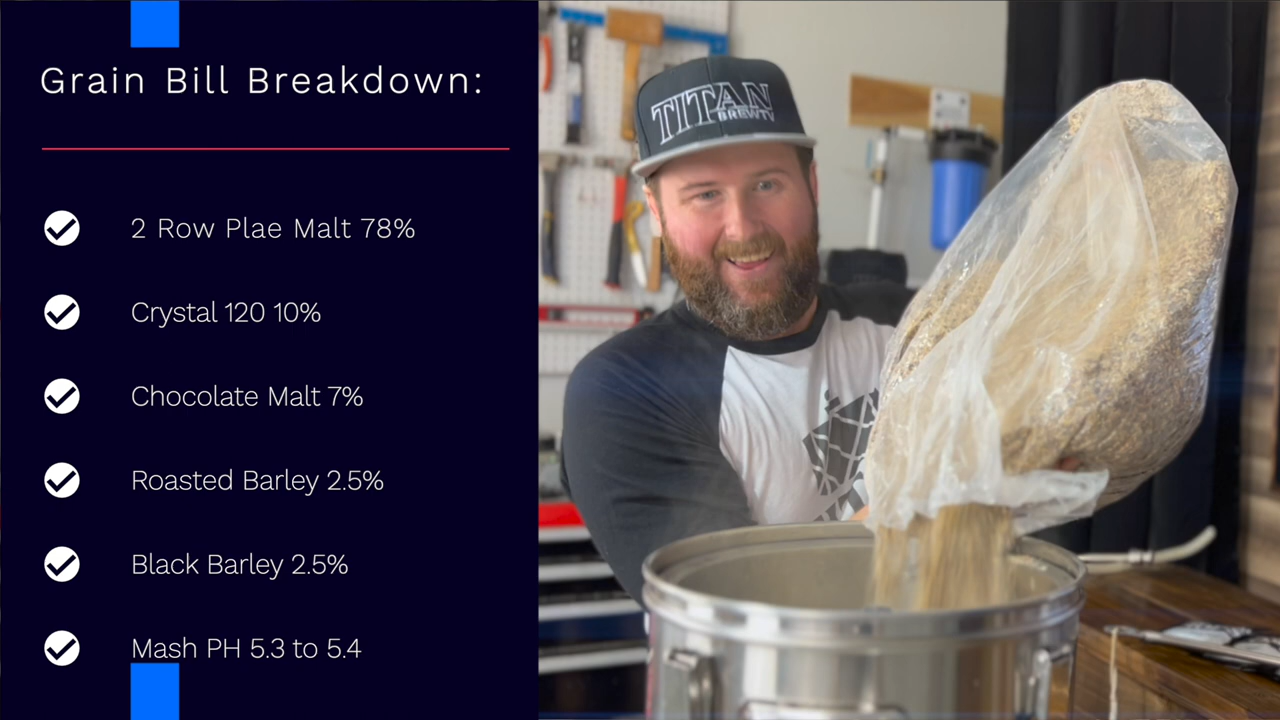 Grain Bill Breakdown:
2 Row Plae Malt 78%
Crystal 120 10%
Chocolate Malt 7%
Roasted Barley 2.5%
Black Barley 2.5%
Mash PH 5.3 to 5.4
TITAN
BREWTV